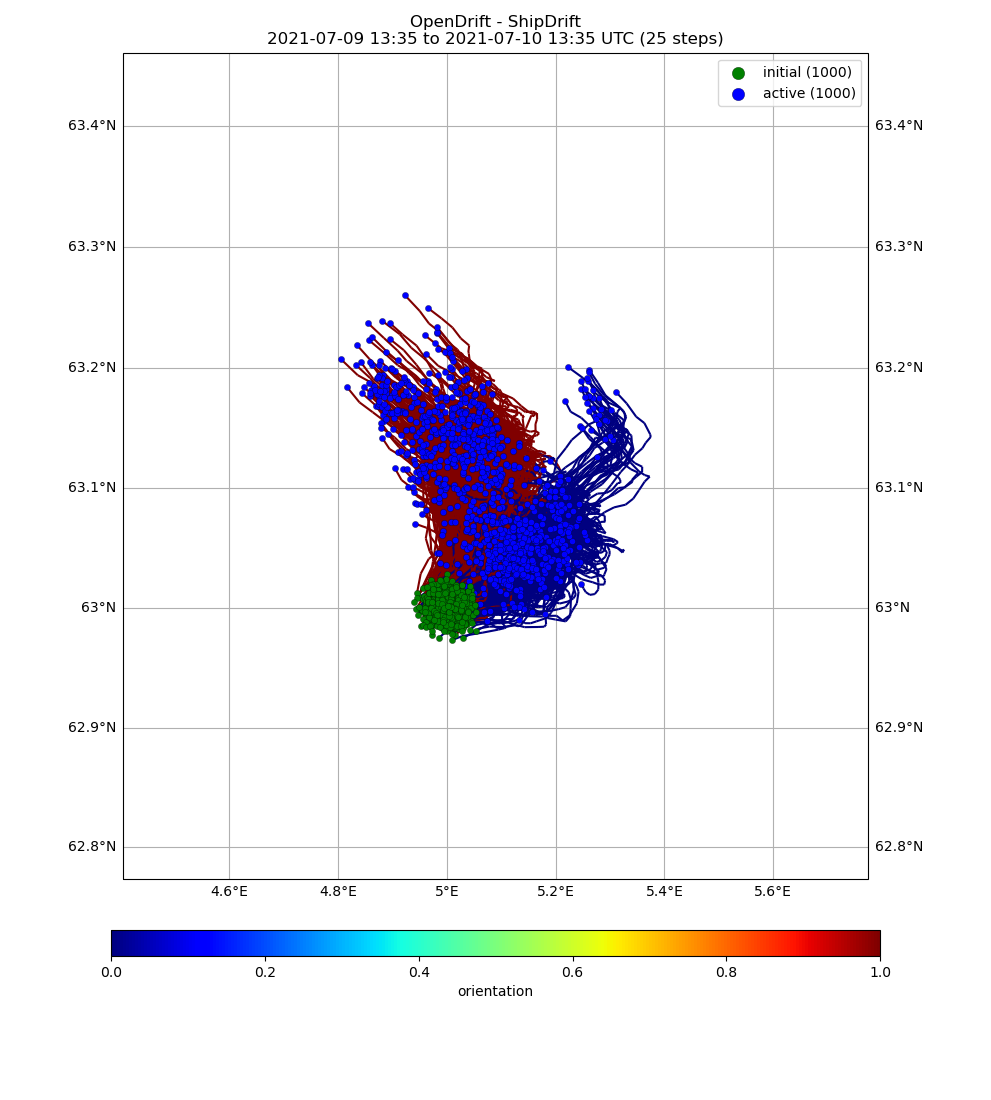 OpenDrift - ShipDrift
2021-07-09 13:35 to 2021-07-10 13:35 UTC (25 steps)
initial (1000)
active (1000)
63.4°N 63.4°N
63.3°N 63.3°N
63.2°N 63.2°N
63.1°N 63.1°N
63°N 63°N
62.9°N 62.9°N
62.8°N 62.8°N
4.6°E 4.8°E 5°E 5.2°E 5.4°E 5.6°E
0.0 0.2 0.4 0.6 0.8 1.0
orientation